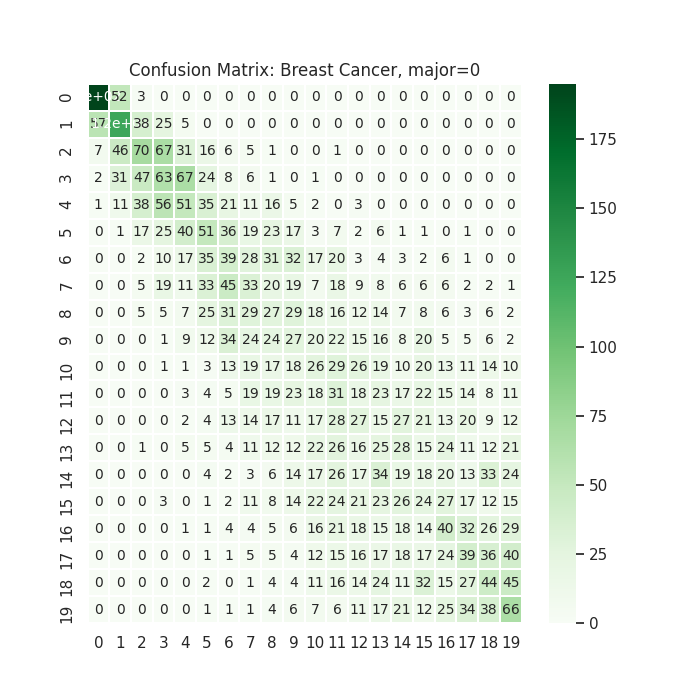 Confusion Matrix: Breast Cancer, major=0
0 52 3 0 0 0 0 0 0 0 0 0 0 0 0 0 0 0 0 0
1 57 38 25 5 0 0 0 0 0 0 0 0 0 0 0 0 0 0 0
2 7 46 70 67 31 16 6 5 1 0 0 1 0 0 0 0 0 0 0 0
3 2 31 47 63 67 24 8 6 1 0 1 0 0 0 0 0 0 0 0 0
4 1 11 38 56 51 35 21 11 16 5 2 0 3 0 0 0 0 0 0 0
5 0 1 17 25 40 51 36 19 23 17 3 7 2 6 1 1 0 1 0 0
6 0 0 2 10 17 35 39 28 31 32 17 20 3 4 3 2 6 1 0 0
7 0 0 5 19 11 33 45 33 20 19 7 18 9 8 6 6 6 2 2 1
8 0 0 5 5 7 25 31 29 27 29 18 16 12 14 7 8 6 3 6 2
9 0 0 0 1 9 12 34 24 24 27 20 22 15 16 8 20 5 5 6 2
10 0 0 0 1 1 3 13 19 17 18 26 29 26 19 10 20 13 11 14 10
11 0 0 0 0 3 4 5 19 19 23 18 31 18 23 17 22 15 14 8 11
12 0 0 0 0 2 4 13 14 17 11 17 28 27 15 27 21 13 20 9 12
13 0 0 1 0 5 5 4 11 12 12 22 26 16 25 28 15 24 11 12 21
14 0 0 0 0 0 4 2 3 6 14 17 26 17 34 19 18 20 13 33 24
15 0 0 0 3 0 1 2 11 8 14 22 24 21 23 26 24 27 17 12 15
16 0 0 0 0 1 1 4 4 5 6 16 21 18 15 18 14 40 32 26 29
17 0 0 0 0 0 1 1 5 5 4 12 15 16 17 18 17 24 39 36 40
18 0 0 0 0 0 2 0 1 4 4 11 16 14 24 11 32 15 27 44 45
19 0 0 0 0 0 1 1 1 4 6 7 6 11 17 21 12 25 34 38 66
0 1 2 3 4 5 6 7 8 9 10 11 12 13 14 15 16 17 18 19
175
150
125
100
75
50
25
0